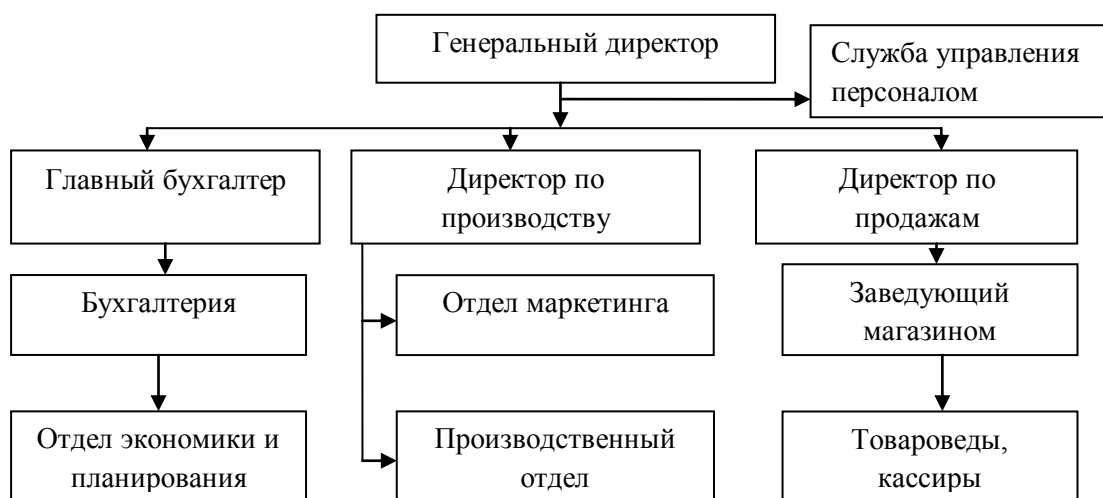 Генеральный директор
Служба управления
персоналом
Главный бухгалтер
Директор по
производству
Директор по
продажам
Бухгалтерия
Отдел маркетинга
Заведующий
магазином
Отдел экономики и
планирования
Производственный
отдел
Товароведы,
кассиры